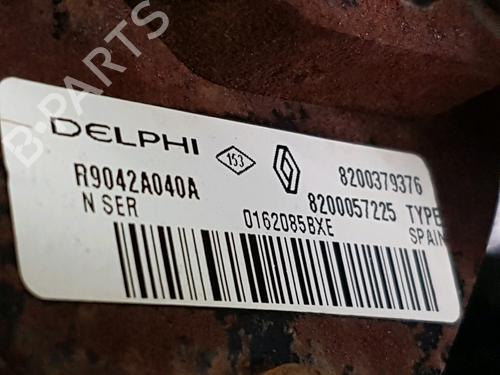 B-PARTS
DELPHI 153 8200379376
R9042A040A 8200057225 TYPE
N SER 0162085BXE SPAIN